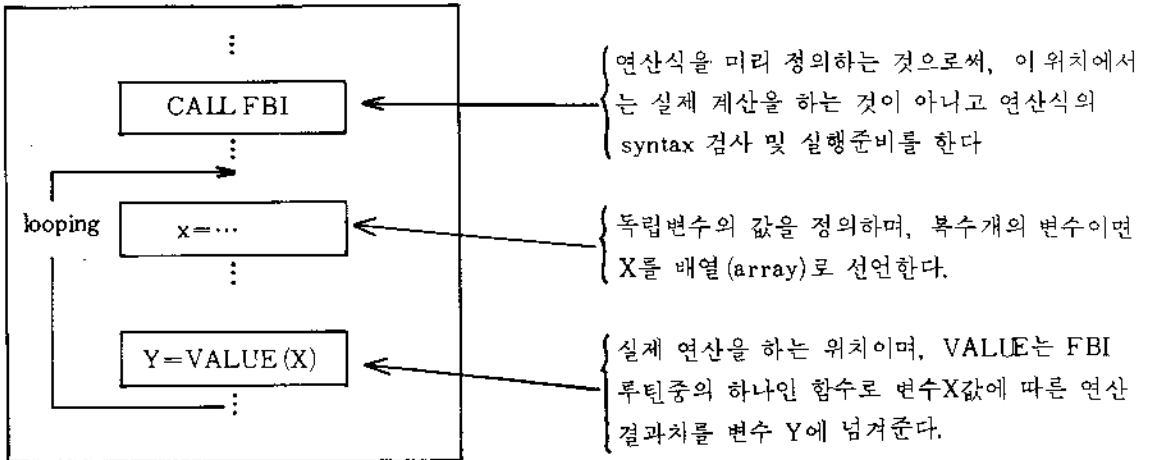 ⋮
CALL FBI
⋮
looping
x=⋯
⋮
Y=VALUE(X)
⋮
연산식을 미리 정의하는 것으로써, 이 위치에서
는 실제 계산을 하는 것이 아니고 연산식의
syntax 검사 및 실행준비를 한다
독립변수의 값을 정의하며, 복수개의 변수이면
X를 배열(array)로 선언한다.
실제 연산을 하는 위치이며, VALUE는 FBI
루틴중의 하나인 함수로 변수X값에 따른 연산
결과치를 변수 Y에 넘겨준다.